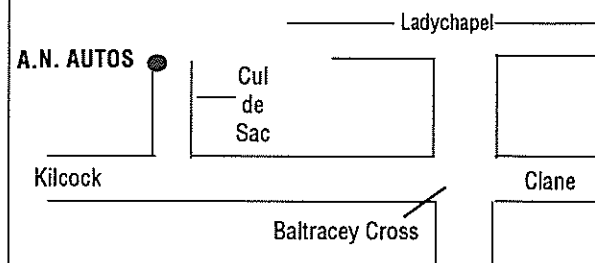 Ladychapel
A.N. AUTOS
Cul
de
Sac
Kilcock
Clane
Baltracey Cross